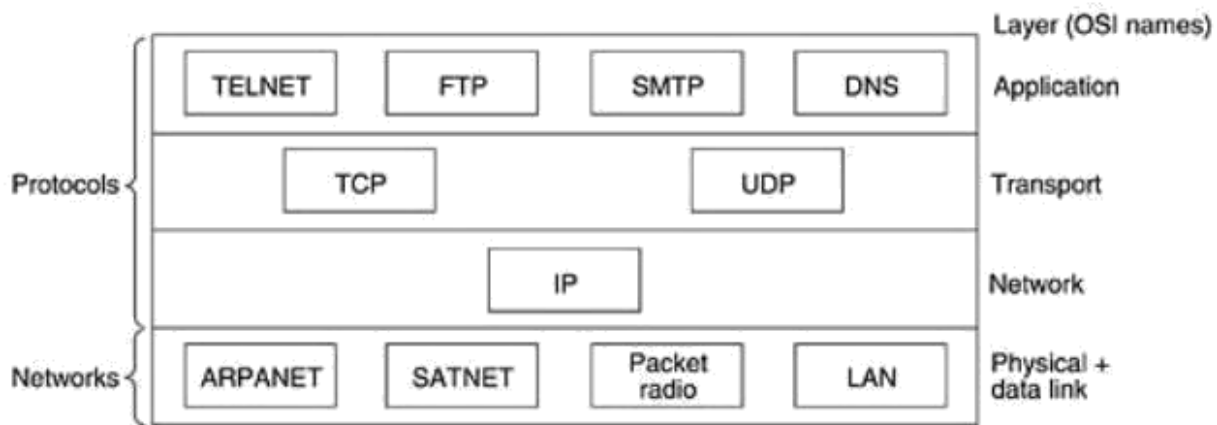 Layer (OSI names)
TELNET FTP SMTP DNS Application
Protocols TCP UDP Transport
IP Network
Networks ARPANET SATNET Packet radio LAN Physical + data link